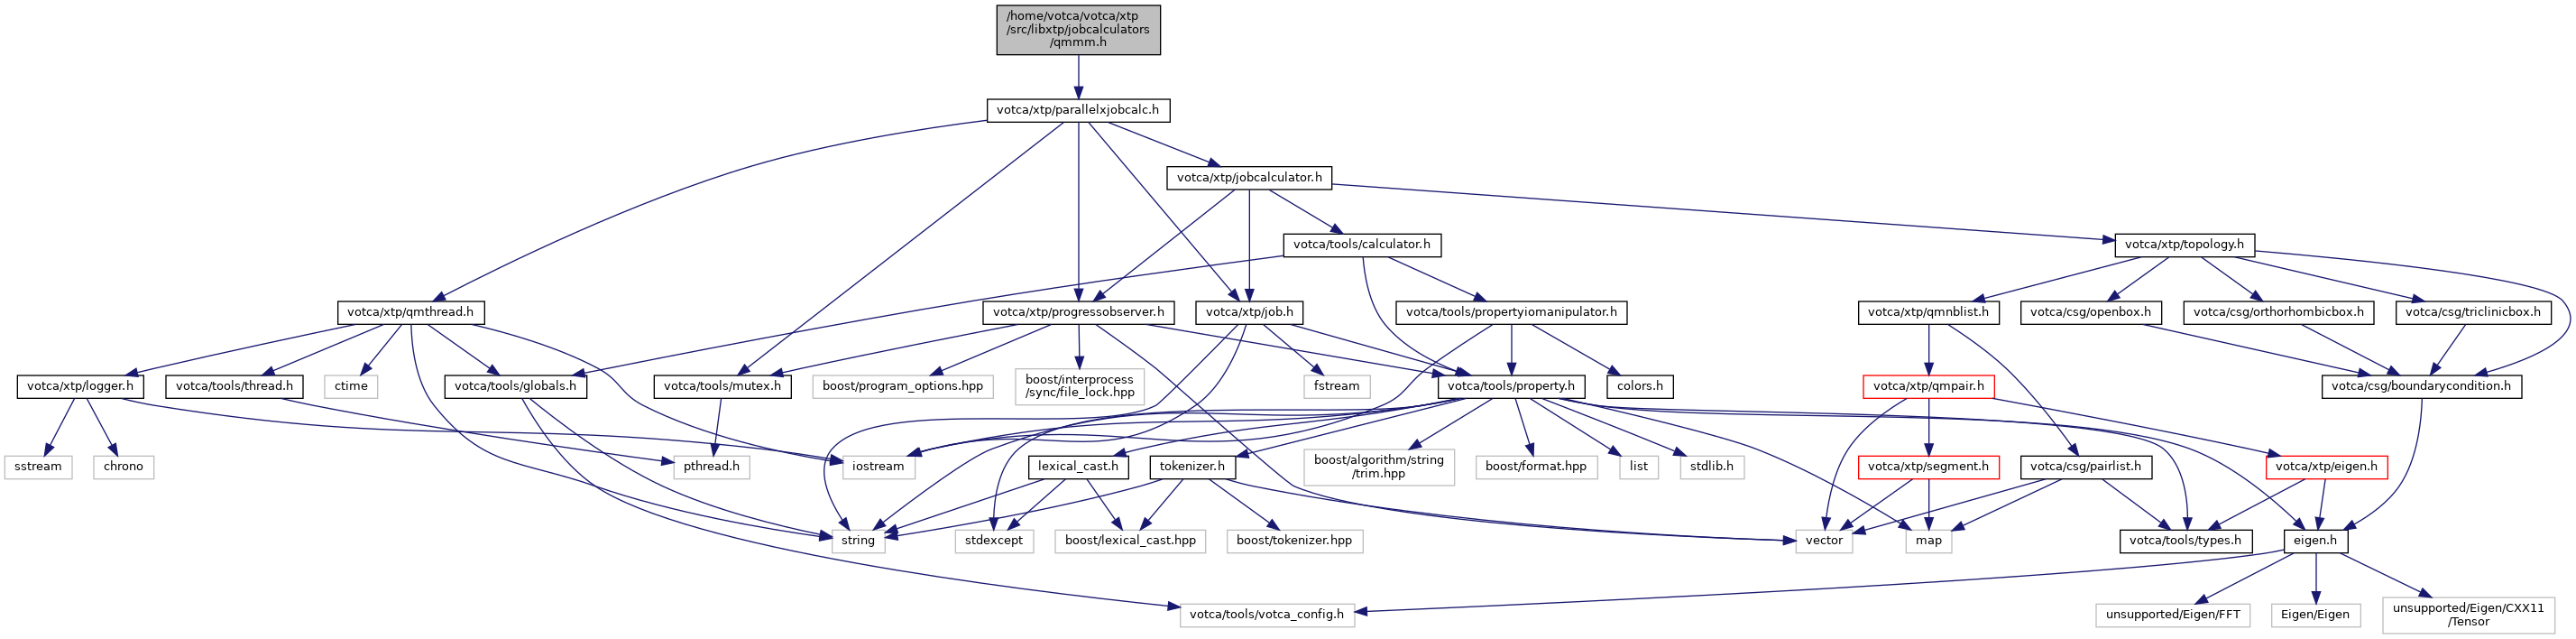 /home/votca/votca/xtp
/src/libxtp/jobcalculators
/qmmm.h
votca/xtp/parallelxjobcalc.h
votca/xtp/jobcalculator.h
votca/tools/calculator.h
votca/xtp/topology.h
votca/xtp/qmthread.h
votca/xtp/progressobserver.h
votca/xtp/job.h
votca/tools/propertyiomanipulator.h
votca/xtp/qmnblist.h
votca/csg/openbox.h
votca/csg/orthorhombicbox.h
votca/csg/triclinicbox.h
votca/xtp/logger.h
votca/tools/thread.h
ctime
votca/tools/globals.h
votca/tools/mutex.h
boost/program_options.hpp
boost/interprocess
/sync/file_lock.hpp
fstream
votca/tools/property.h
colors.h
votca/xtp/qmpair.h
votca/csg/boundarycondition.h
sstream
chrono
pthread.h
iostream
lexical_cast.h
tokenizer.h
boost/algorithm/string
/trim.hpp
boost/format.hpp
list
stdlib.h
votca/xtp/segment.h
votca/csg/pairlist.h
votca/xtp/eigen.h
string
stdexcept
boost/lexical_cast.hpp
boost/tokenizer.hpp
vector
map
votca/tools/types.h
eigen.h
votca/tools/votca_config.h
unsupported/Eigen/FFT
Eigen/Eigen
unsupported/Eigen/CXX11
/Tensor